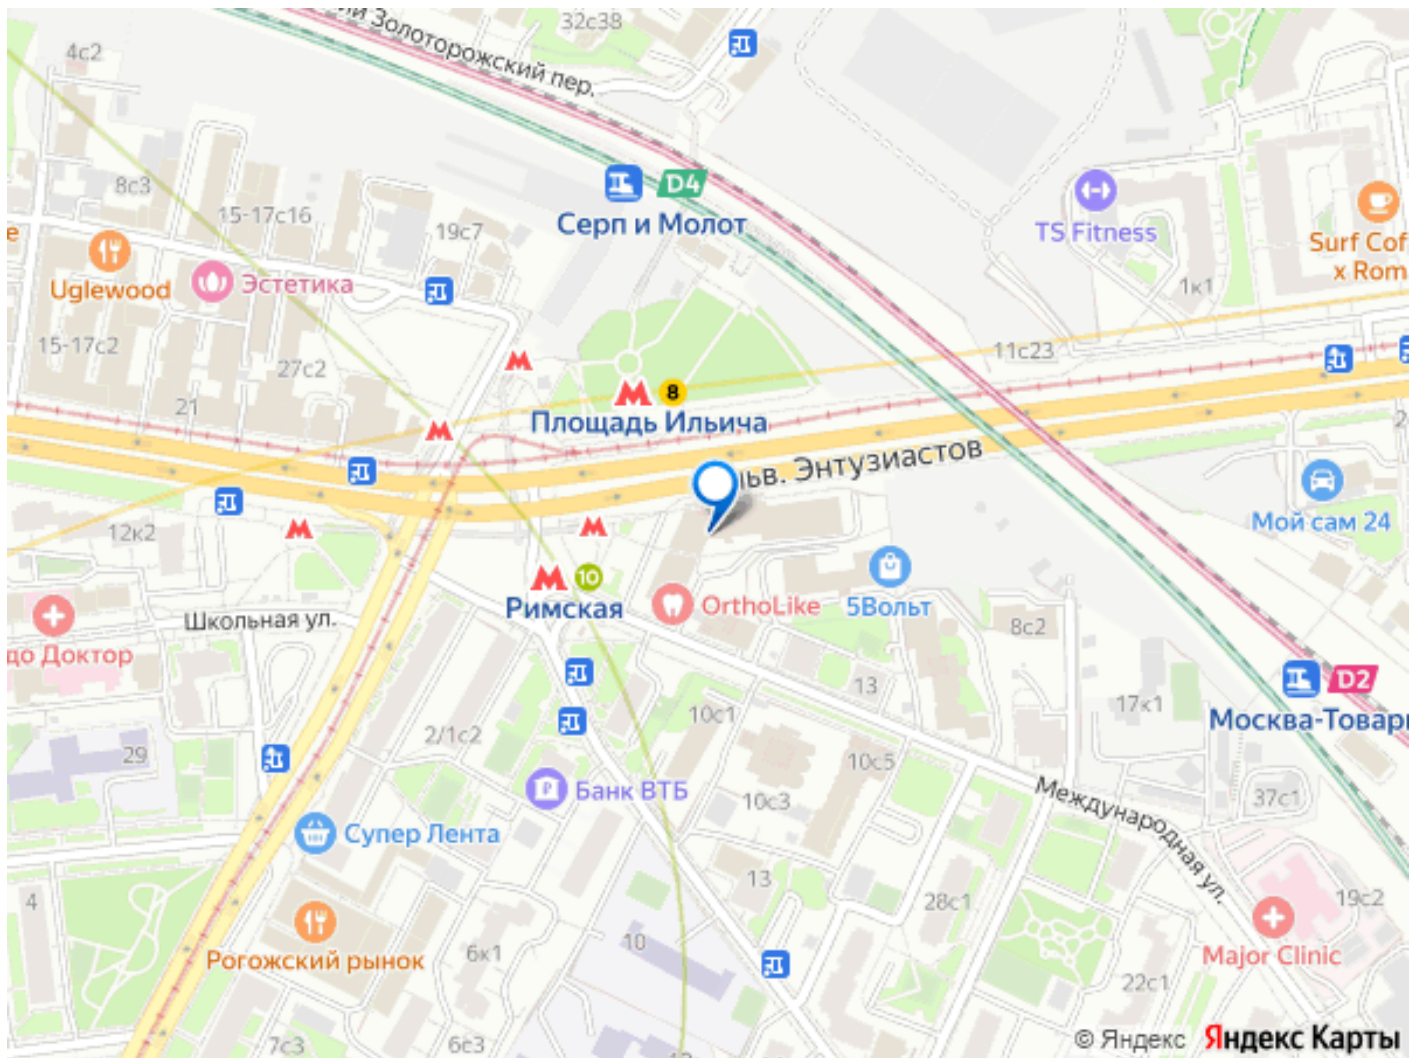 32с38
Золоторожский пер.
4с2
8с3
15-17с16
19с7
D4
Серп и Молот
TS Fitness
Surf Cof
x Rom
1к1
Uglewood
Эстетика
15-17с2
27с2
21
11с23
8
Площадь Ильича
ьв. Энтузиастов
Мой сам 24
12к2
10
Римская
OrthoLike
5Вольт
8с2
Школьная ул.
до Доктор
13
17к1
D2
Москва-Товар
10с1
2/1с2
29
10с5
Банк ВТБ
10с3
Международная ул.
37с1
Супер Лента
13
28с1
19с2
4
Рогожский рынок
6к1
10
Major Clinic
22с1
7с3
6с3
© Яндекс Яндекс Карты